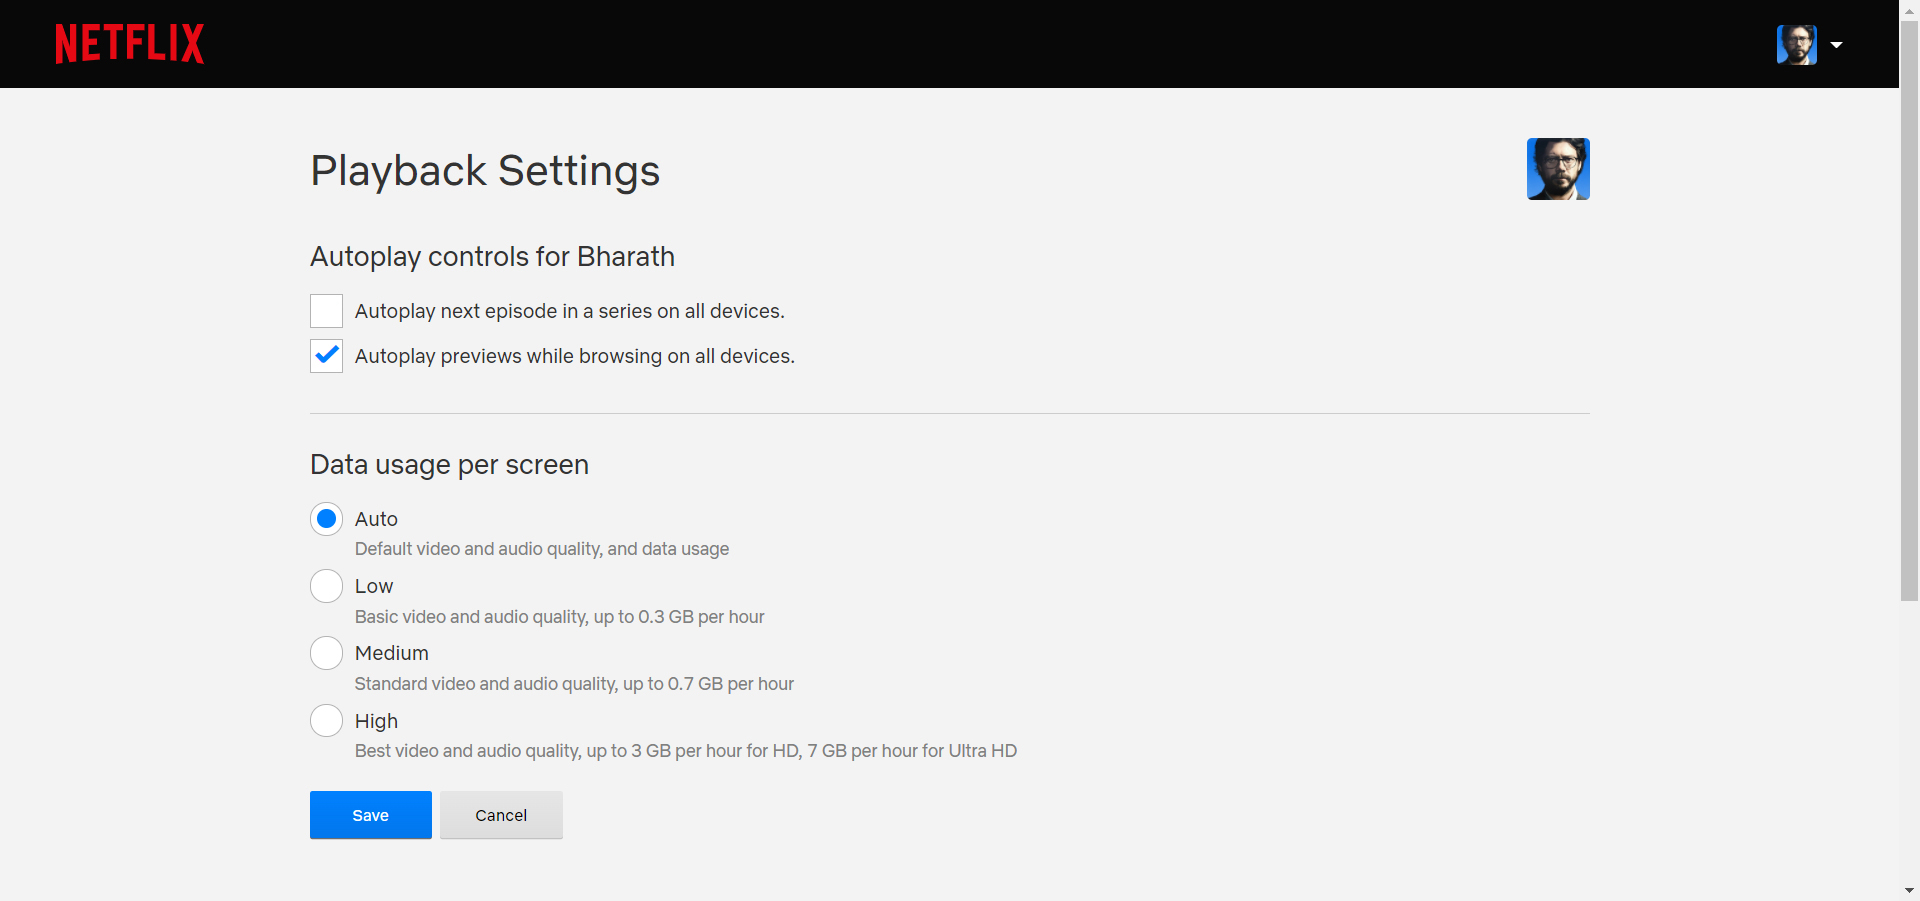 NETFLIX
Playback Settings
Autoplay controls for Bharath
Autoplay next episode in a series on all devices.
Autoplay previews while browsing on all devices.
Data usage per screen
Auto
Default video and audio quality, and data usage
Low
Basic video and audio quality, up to 0.3 GB per hour
Medium
Standard video and audio quality, up to 0.7 GB per hour
High
Best video and audio quality, up to 3 GB per hour for HD, 7 GB per hour for Ultra HD
Save
Cancel